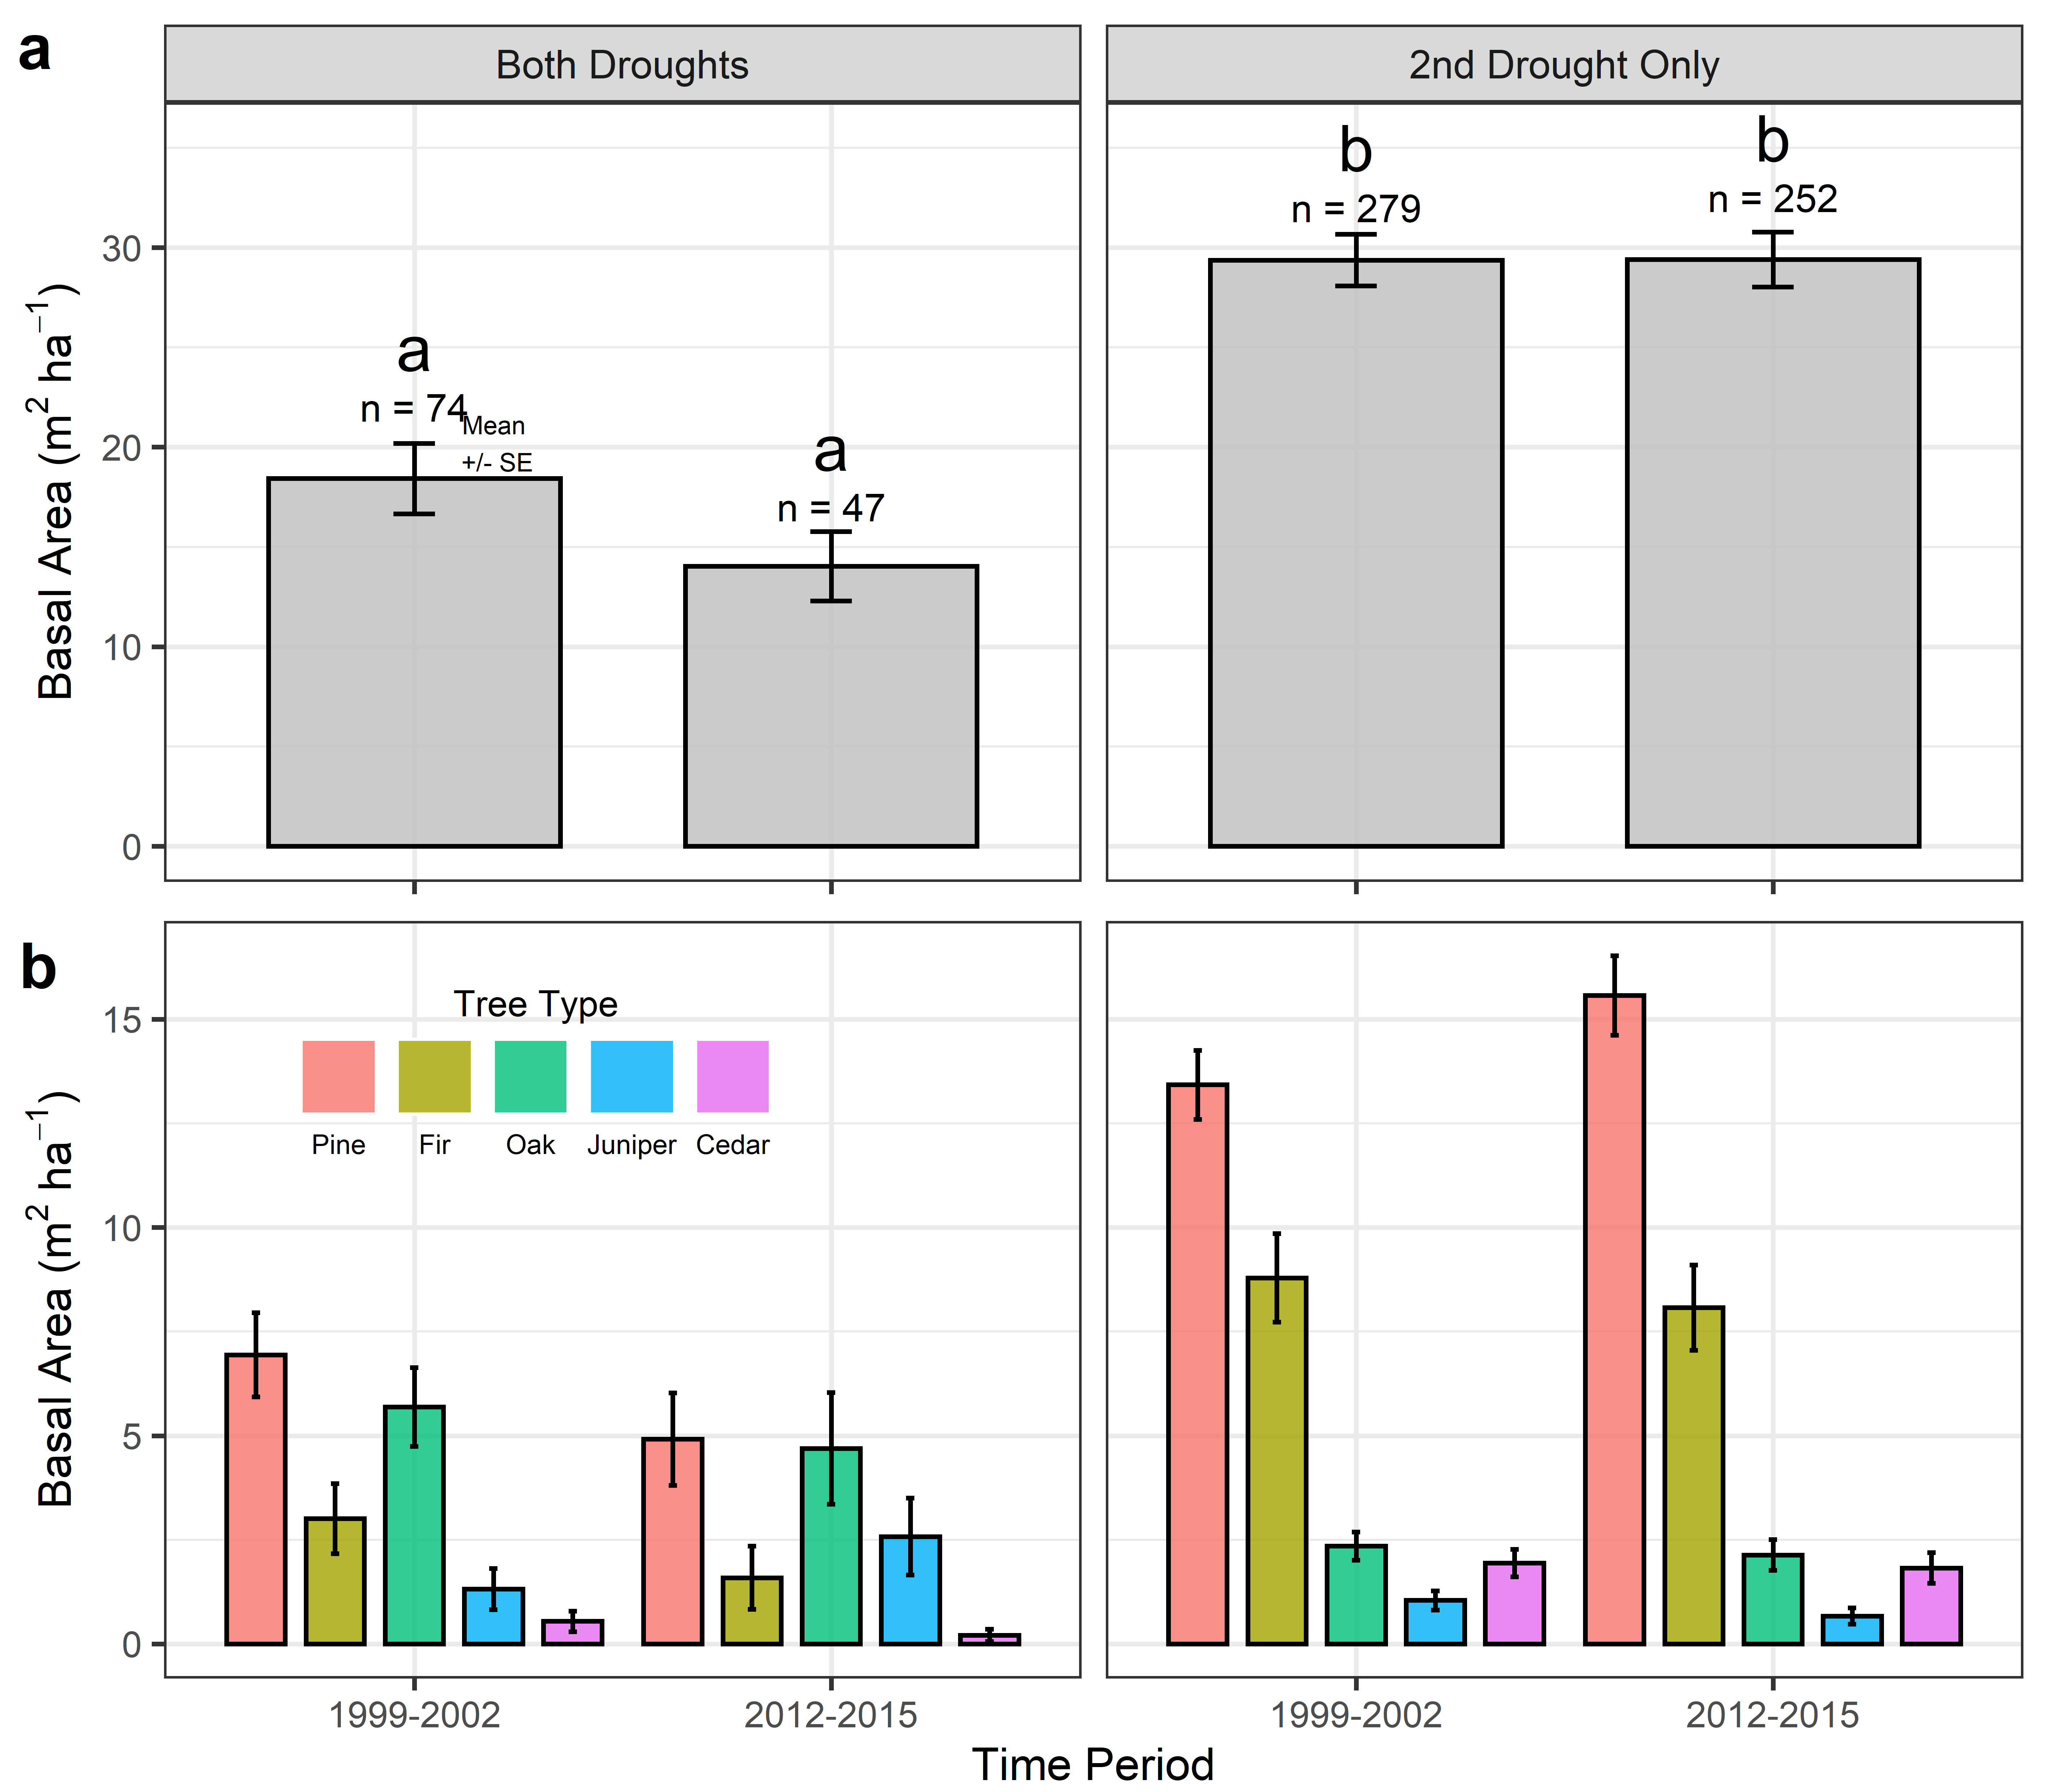 a
Both Droughts
2nd Drought Only
Basal Area (m² ha⁻¹)
30
20
10
0
a
n = 74
Mean
+/- SE
a
n = 47
b
n = 279
b
n = 252
b
Basal Area (m² ha⁻¹)
15
10
5
0
Tree Type
Pine Fir Oak Juniper Cedar
1999-2002 2012-2015 1999-2002 2012-2015
Time Period